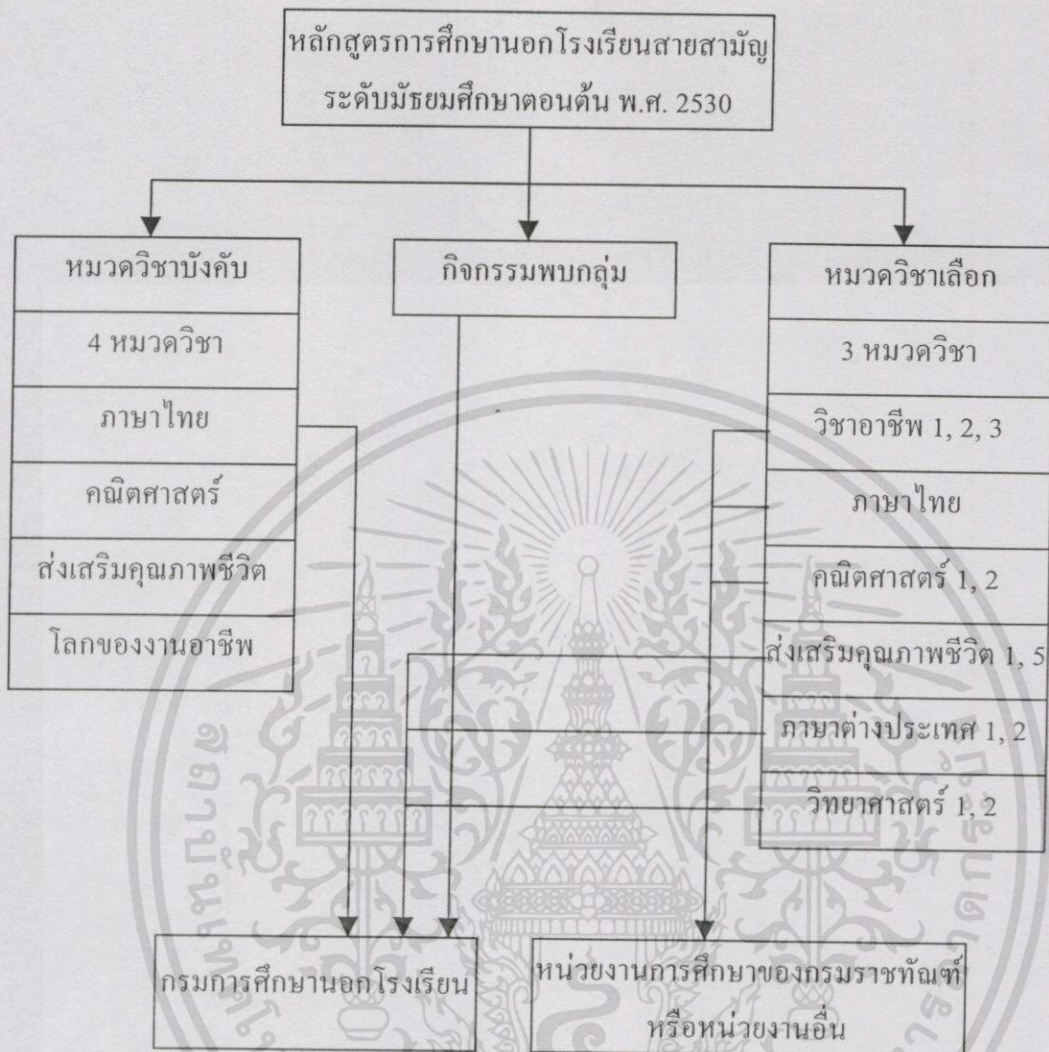 หลักสูตรการศึกษานอกโรงเรียนสายสามัญ
ระดับมัธยมศึกษาตอนต้น พ.ศ. 2530
หมวดวิชาบังคับ
4 หมวดวิชา
ภาษาไทย
คณิตศาสตร์
ส่งเสริมคุณภาพชีวิต
โลกของงานอาชีพ
กิจกรรมพบกลุ่ม
หมวดวิชาเลือก
3 หมวดวิชา
วิชาอาชีพ 1, 2, 3
ภาษาไทย
คณิตศาสตร์ 1, 2
ส่งเสริมคุณภาพชีวิต 1, 5
ภาษาต่างประเทศ 1, 2
วิทยาศาสตร์ 1, 2
กรมการศึกษานอกโรงเรียน
หน่วยงานการศึกษาของกรมราชทัณฑ์
หรือหน่วยงานอื่น